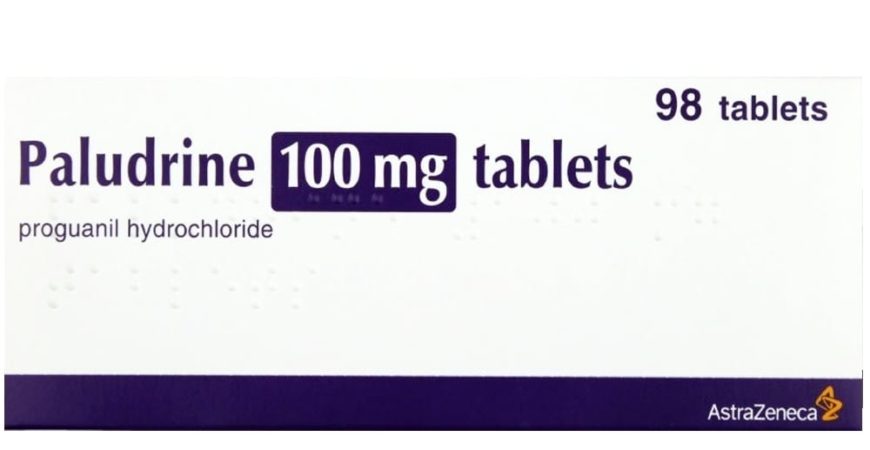 98 tablets
Paludrine 100 mg tablets
proguanil hydrochloride
AstraZeneca